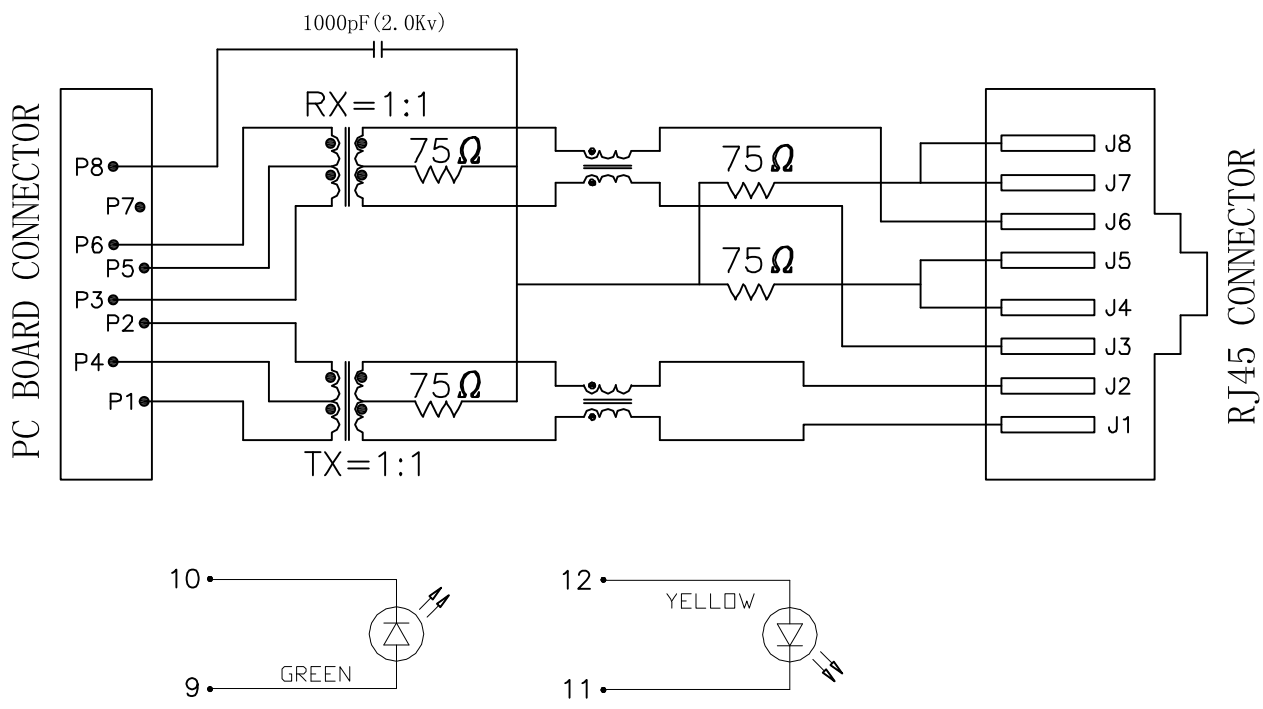 1000pF(2.0Kv)
RX=1:1
75Ω
75Ω
75Ω
75Ω
TX=1:1
PC BOARD CONNECTOR
P8
P7
P6
P5
P3
P2
P4
P1
J8
J7
J6
J5
J4
J3
J2
J1
RJ45 CONNECTOR
10
GREEN
9
12
YELLOW
11